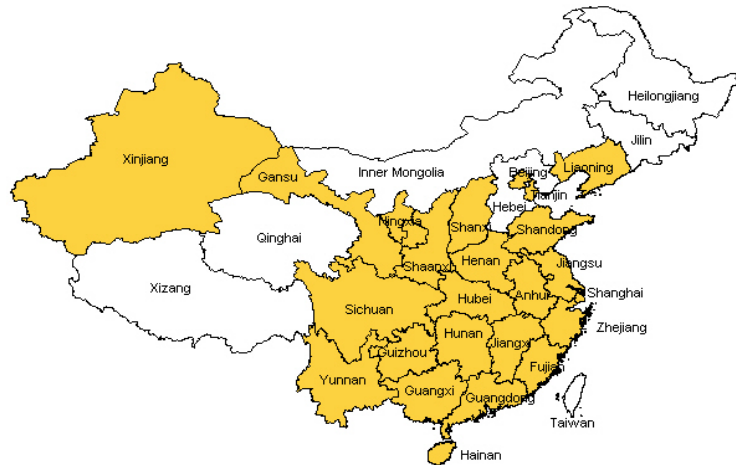 Heilongjiang
Jilin
Xinjiang
Gansu
Inner Mongolia
Beijing
Liaoning
Tianjin
Hebei
Ningxia
Shanxi
Shandong
Qinghai
Shaanxi
Henan
Jiangsu
Xizang
Sichuan
Hubei
Anhui
Shanghai
Zhejiang
Hunan
Jiangxi
Guizhou
Fujian
Yunnan
Guangxi
Guangdong
Taiwan
Hainan